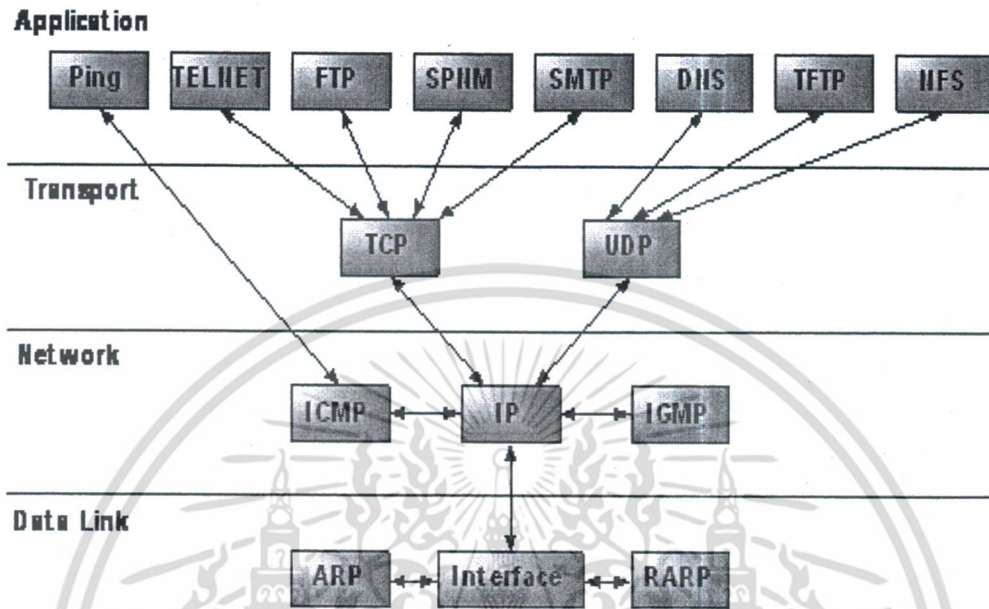 Application
Ping TELNET FTP SPNM SMTP DNS TFTP NFS
Transport
TCP UDP
Network
ICMP IP IGMP
Data Link
ARP Interface RARP